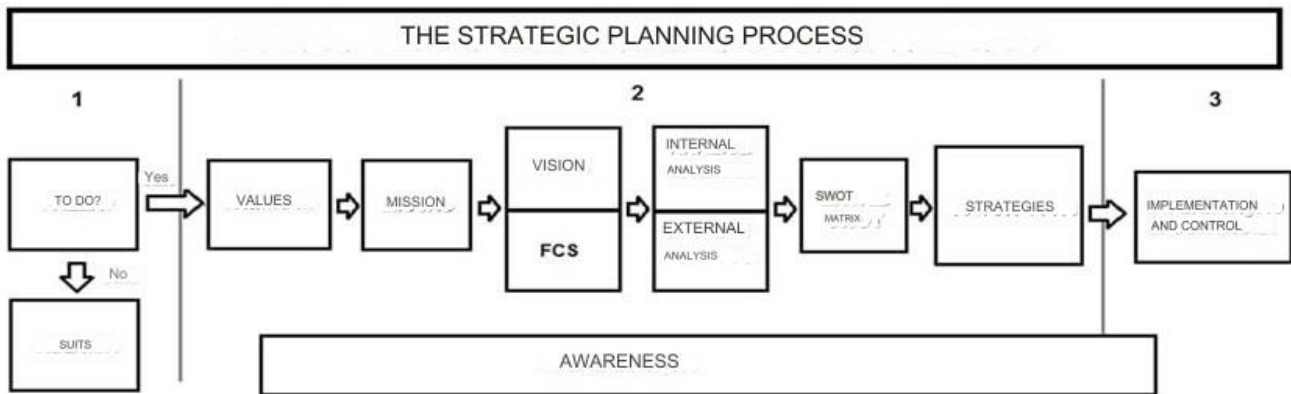 THE STRATEGIC PLANNING PROCESS
1
2
3
TO DO?
Yes
No
SUITS
VALUES
MISSION
VISION
FCS
INTERNAL
ANALYSIS
EXTERNAL
ANALYSIS
SWOT
MATRIX
STRATEGIES
IMPLEMENTATION
AND CONTROL
AWARENESS